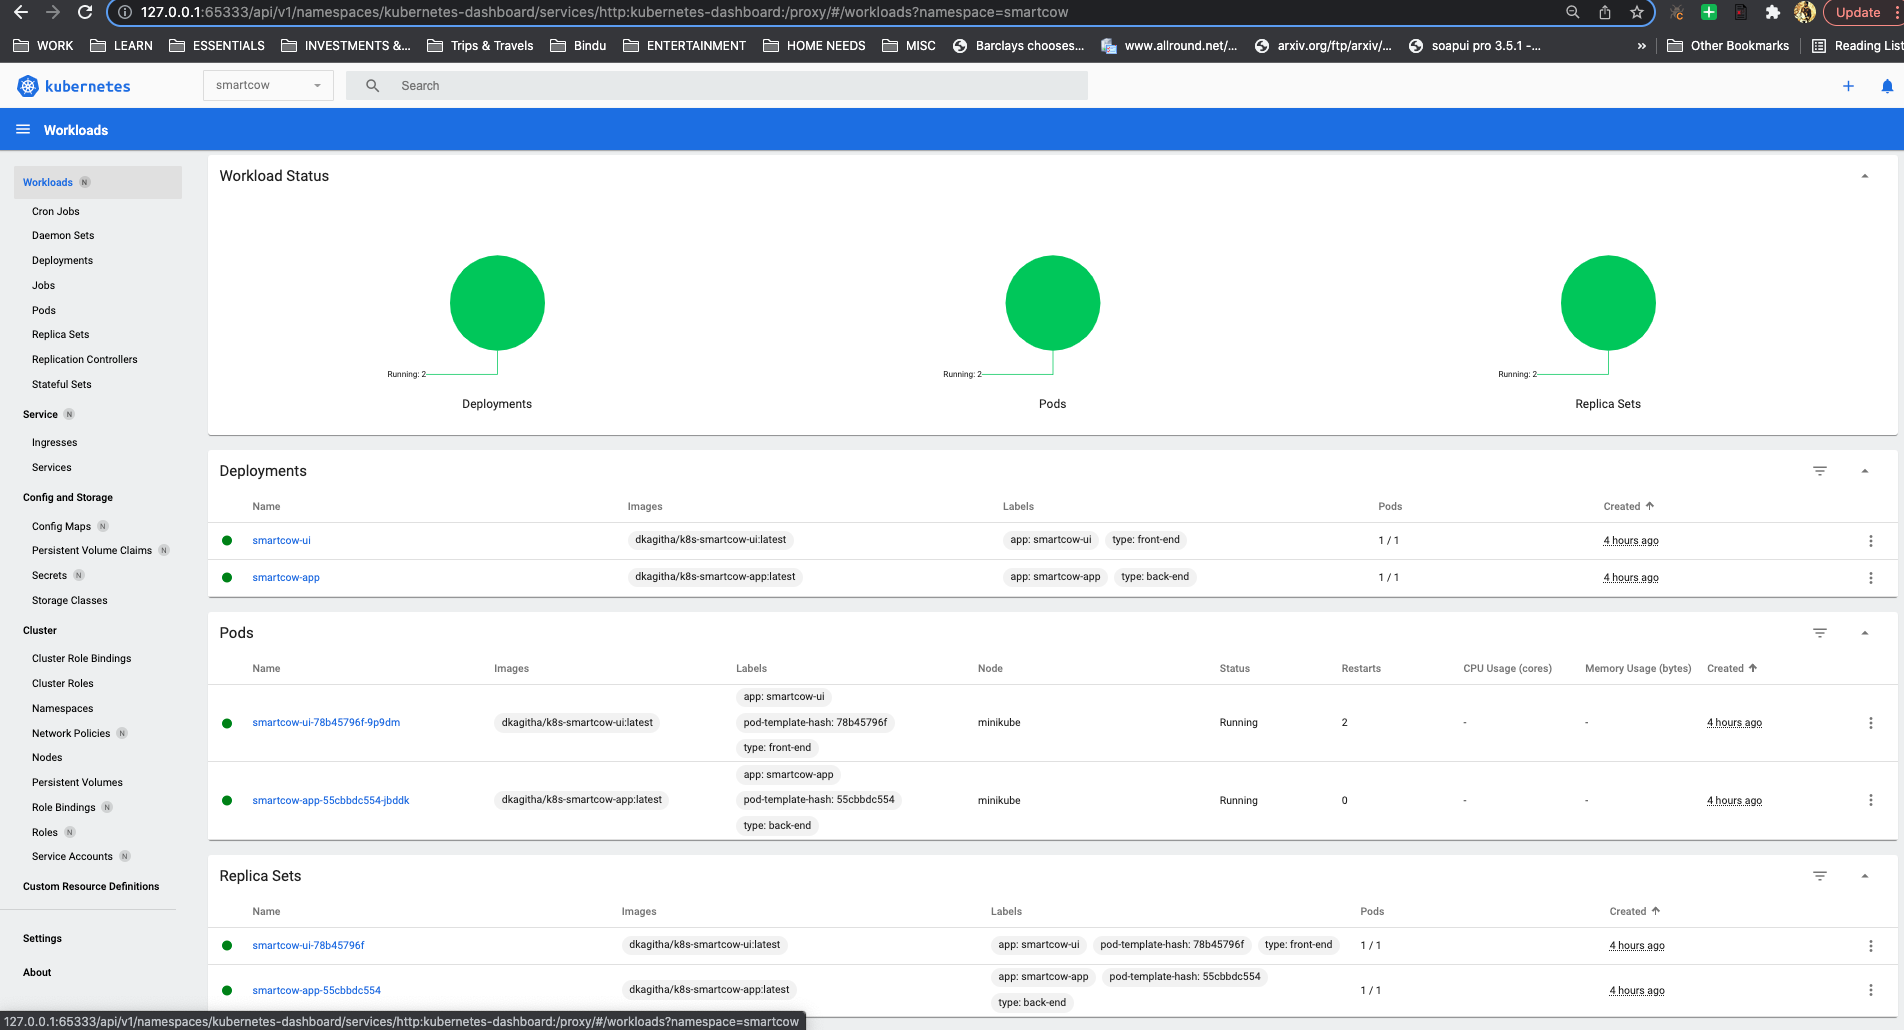 127.0.0.1:65333/api/v1/namespaces/kubernetes-dashboard/services/http:kubernetes-dashboard:/proxy/#/workloads?namespace=smartcow
Update
WORK LEARN ESSENTIALS INVESTMENTS &... Trips & Travels Bindu ENTERTAINMENT HOME NEEDS MISC Barclays chooses... www.allround.net/... arxiv.org/ftp/arxiv/... soapui pro 3.5.1 -... » Other Bookmarks Reading List
kubernetes
smartcow
Search
Workloads
Workloads N
Cron Jobs
Daemon Sets
Deployments
Jobs
Pods
Replica Sets
Replication Controllers
Stateful Sets
Service N
Ingresses
Services
Config and Storage
Config Maps N
Persistent Volume Claims N
Secrets N
Storage Classes
Cluster
Cluster Role Bindings
Cluster Roles
Namespaces
Network Policies N
Nodes
Persistent Volumes
Role Bindings N
Roles N
Service Accounts N
Custom Resource Definitions
Settings
About
Workload Status
Running: 2
Deployments
Running: 2
Pods
Running: 2
Replica Sets
Deployments
Name Images Labels Pods Created
smartcow-ui dkagitha/k8s-smartcow-ui:latest app: smartcow-ui type: front-end 1 / 1 4 hours ago
smartcow-app dkagitha/k8s-smartcow-app:latest app: smartcow-app type: back-end 1 / 1 4 hours ago
Pods
Name Images Labels Node Status Restarts CPU Usage (cores) Memory Usage (bytes) Created
app: smartcow-ui
smartcow-ui-78b45796f-9p9dm dkagitha/k8s-smartcow-ui:latest pod-template-hash: 78b45796f minikube Running 2 - - 4 hours ago
type: front-end
app: smartcow-app
smartcow-app-55cbbdc554-jbddk dkagitha/k8s-smartcow-app:latest pod-template-hash: 55cbbdc554 minikube Running 0 - - 4 hours ago
type: back-end
Replica Sets
Name Images Labels Pods Created
smartcow-ui-78b45796f dkagitha/k8s-smartcow-ui:latest app: smartcow-ui pod-template-hash: 78b45796f type: front-end 1 / 1 4 hours ago
app: smartcow-app pod-template-hash: 55cbbdc554
smartcow-app-55cbbdc554 dkagitha/k8s-smartcow-app:latest 1 / 1 4 hours ago
type: back-end
127.0.0.1:65333/api/v1/namespaces/kubernetes-dashboard/services/http:kubernetes-dashboard:/proxy/#/workloads?namespace=smartcow